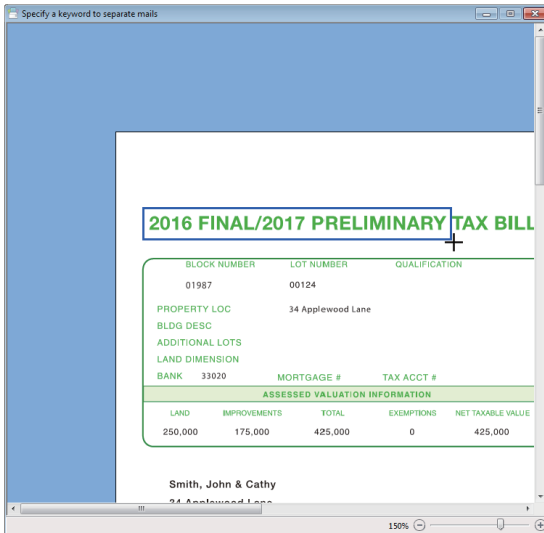 Specify a keyword to separate mails
2016 FINAL/2017 PRELIMINARY TAX BILL
BLOCK NUMBER LOT NUMBER QUALIFICATION
01987 00124
PROPERTY LOC 34 Applewood Lane
BLDG DESC
ADDITIONAL LOTS
LAND DIMENSION
BANK 33020 MORTGAGE # TAX ACCT #
ASSESSED VALUATION INFORMATION
LAND IMPROVEMENTS TOTAL EXEMPTIONS NET TAXABLE VALUE
250,000 175,000 425,000 0 425,000
Smith, John & Cathy
34 Applewood Lane
150%